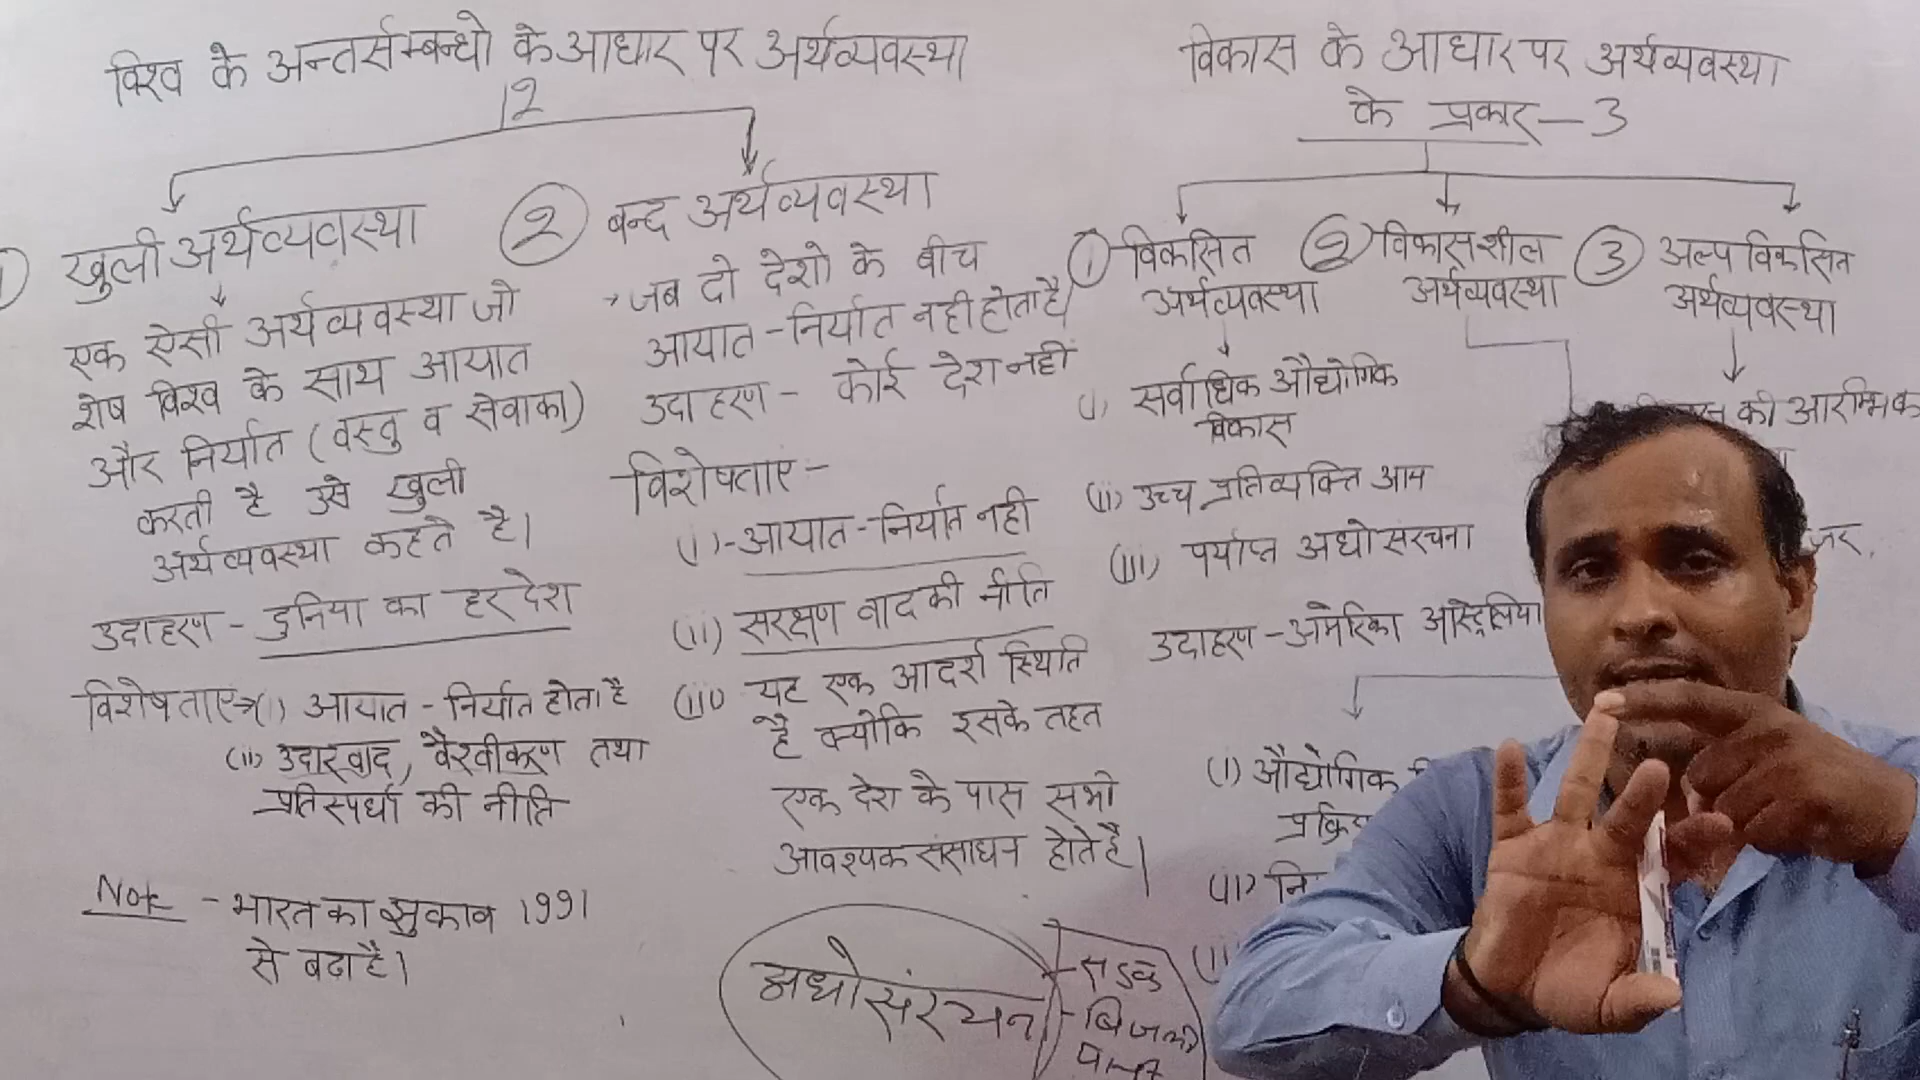 विश्व के अन्तर्सम्बन्धो के आधार पर अर्थव्यवस्था
2
खुली अर्थव्यवस्था
एक ऐसी अर्थव्यवस्था जो
शेष विश्व के साथ आयात
और निर्यात (वस्तु व सेवाका)
करती है उसे खुली
अर्थव्यवस्था कहते है।
उदाहरण - दुनिया का हर देश
विशेषताए→(i) आयात - निर्यात होता है
(ii) उदारवाद, वैश्वीकरण तथा
प्रतिस्पर्धा की नीति
Note - भारत का झुकाव 1991
से बढा है।
② बन्द अर्थव्यवस्था
→जब दो देशो के बीच
आयात-निर्यात नही होता है
उदाहरण - कोई देश नही
विशेषताए -
(i)-आयात-निर्यात नही
(ii) सरक्षण वाद की नीति
(iii) यह एक आदर्श स्थिति
है क्योकि इसके तहत
एक देश के पास सभी
आवश्यक संसाधन होते है।
अधोसंरचना
- सडक
- बिजली
पानी
विकास के आधार पर अर्थव्यवस्था
के प्रकार - 3
① विकसित
अर्थव्यवस्था
(i) सर्वाधिक औद्योगिक
विकास
(ii) उच्च प्रतिव्यक्ति आय
(iii) पर्याप्त अधोसंरचना
उदाहरण - अमेरिका आस्ट्रेलिया
② विकासशील
अर्थव्यवस्था
(i) औद्योगिक
(ii)
③ अल्प विकसित
अर्थव्यवस्था
की आरम्भिक